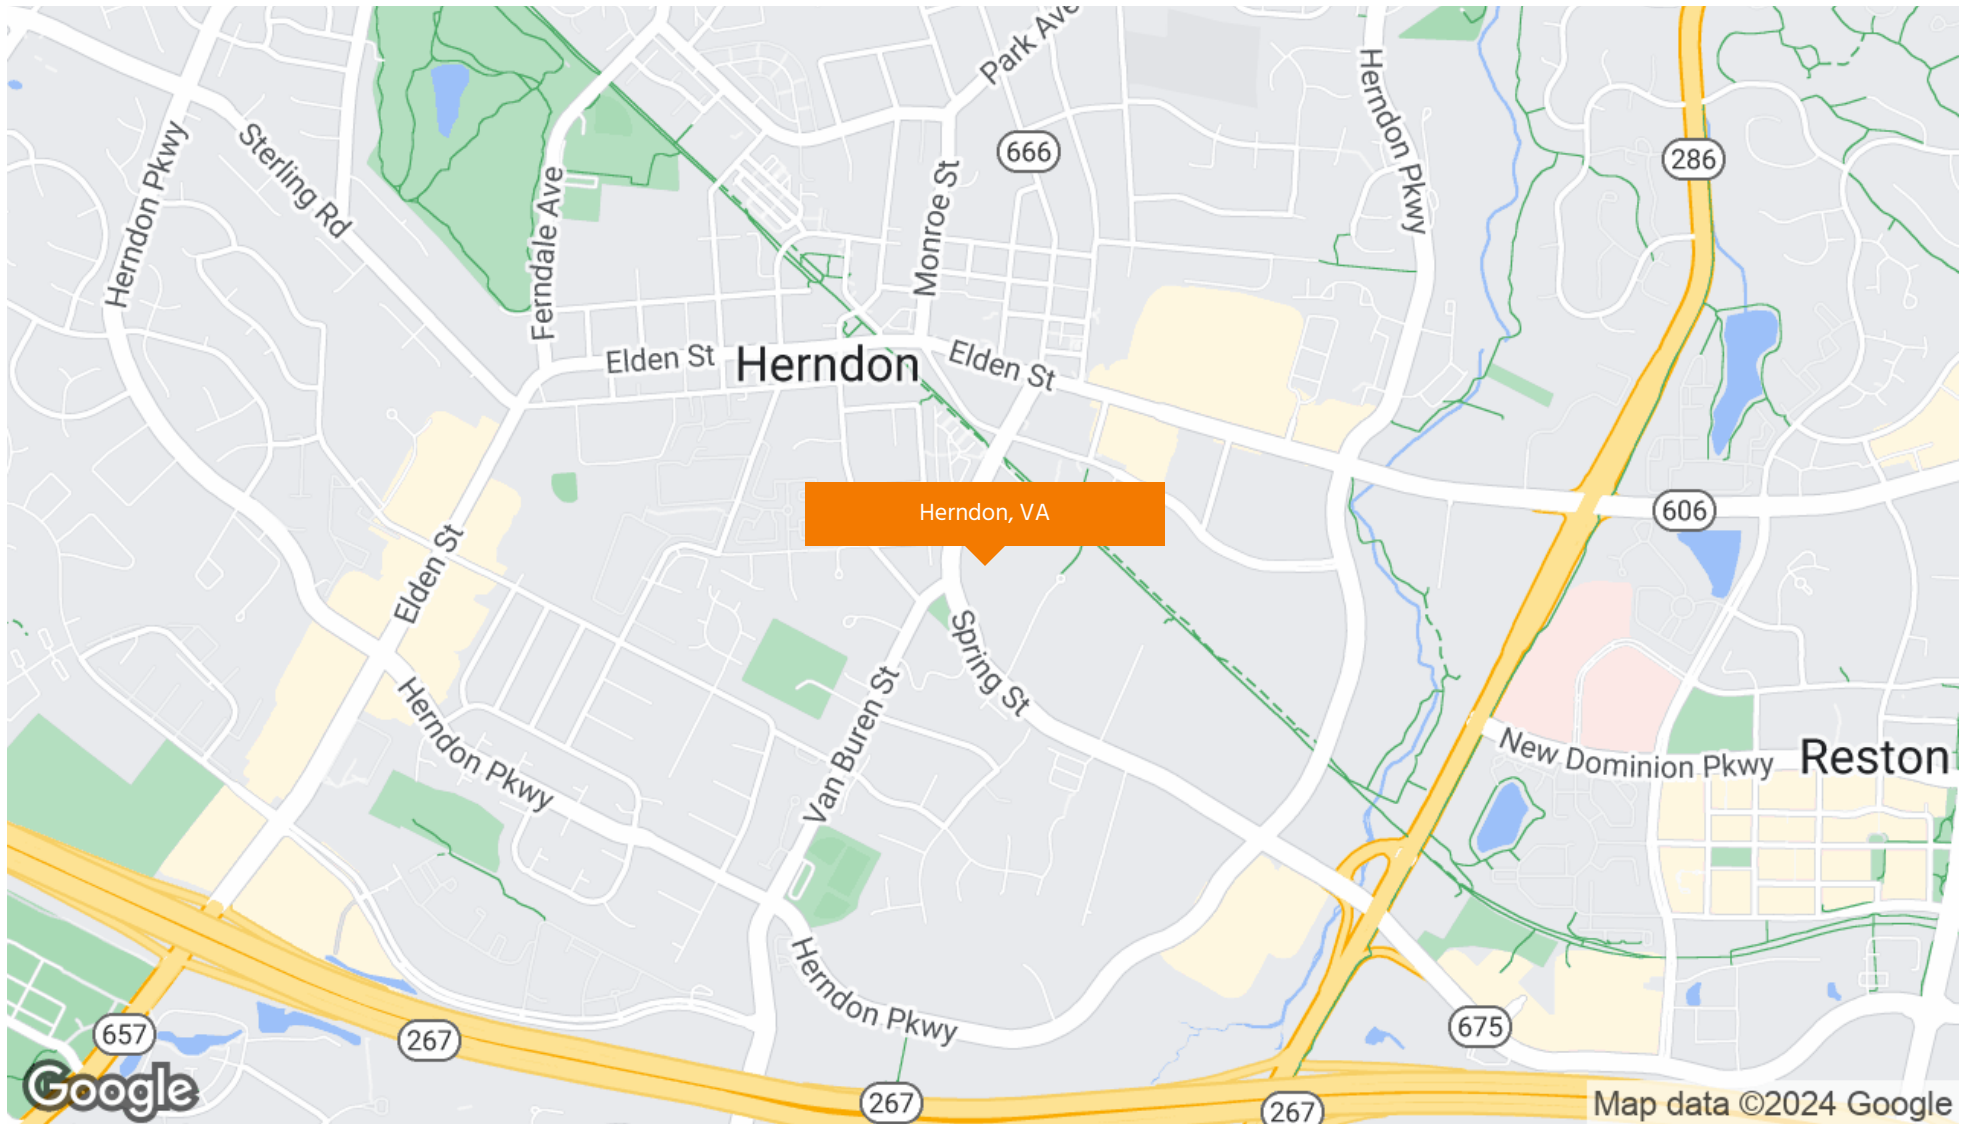 Park Ave
Herndon Pkwy
Sterling Rd
Herndon Pkwy
666
286
Ferndale Ave
Monroe St
Elden St
Herndon
Elden St
Herndon, VA
606
Elden St
Spring St
Herndon Pkwy
Van Buren St
New Dominion Pkwy
Reston
Herndon Pkwy
657
267
675
267
267
Google
Map data ©2024 Google